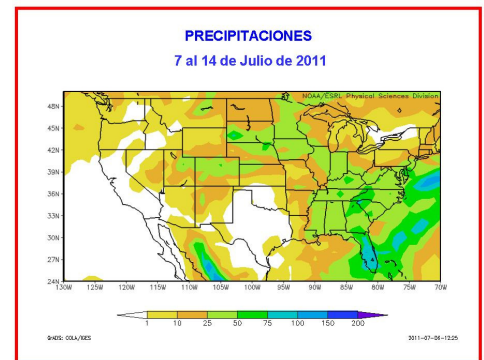 PRECIPITACIONES
7 al 14 de Julio de 2011
NOAA/ESRL Physical Sciences Division
48N
45N
42N
39N
36N
33N
30N
27N
24N
130W 125W 120W 115W 110W 105W 100W 95W 90W 85W 80W 75W 70W
1 10 25 50 75 100 150 200
GrADS: COLA/IGES 2011-07-06-12:25